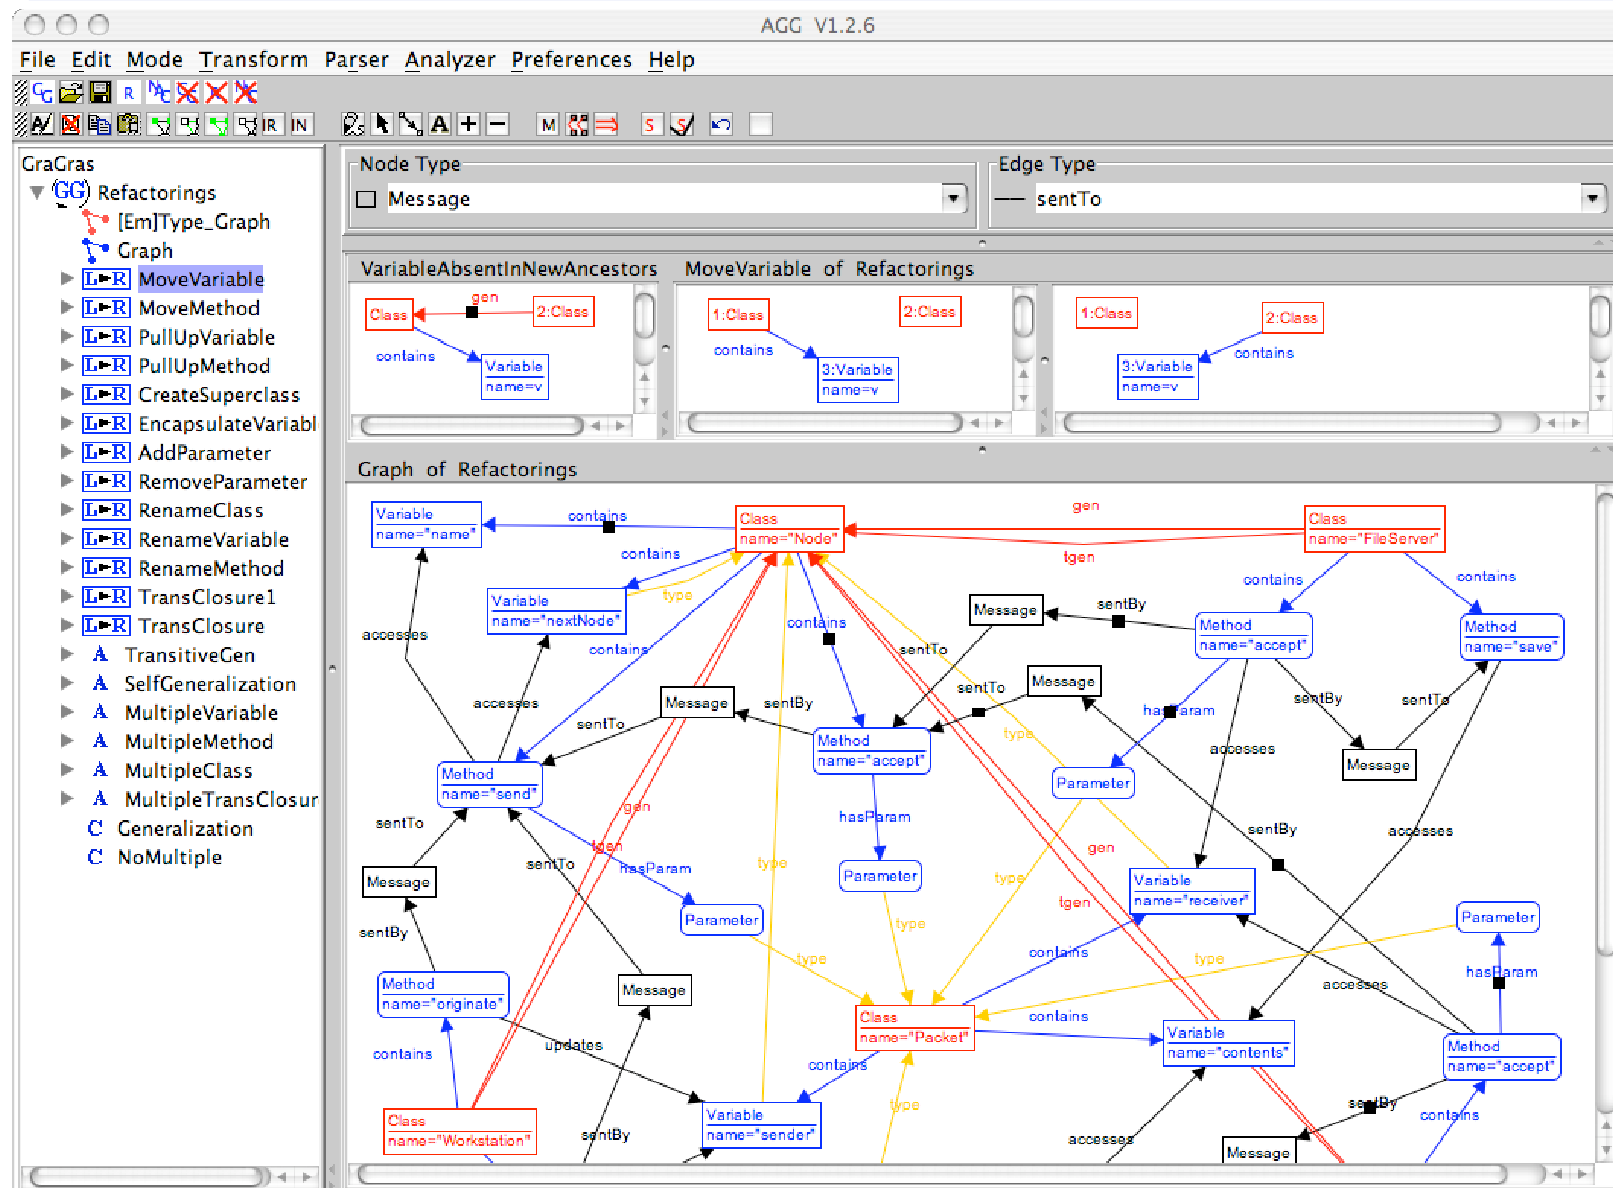 AGG V1.2.6
File Edit Mode Transform Parser Analyzer Preferences Help
GG R NAC
IR IN A M S S
GraGras
(GG) Refactorings
[Em]Type_Graph
Graph
L R MoveVariable
L R MoveMethod
L R PullUpVariable
L R PullUpMethod
L R CreateSuperclass
L R EncapsulateVariabl
L R AddParameter
L R RemoveParameter
L R RenameClass
L R RenameVariable
L R RenameMethod
L R TransClosure1
L R TransClosure
A TransitiveGen
A SelfGeneralization
A MultipleVariable
A MultipleMethod
A MultipleClass
A MultipleTransClosur
C Generalization
C NoMultiple
Node Type
Message
Edge Type
sentTo
VariableAbsentInNewAncestors
gen
Class
2:Class
contains
Variable
name=v
MoveVariable of Refactorings
1:Class
2:Class
contains
3:Variable
name=v
1:Class
2:Class
contains
3:Variable
name=v
Graph of Refactorings
Variable
name="name"
contains
Class
name="Node"
gen
tgen
Class
name="FileServer"
contains
type
Variable
name="nextNode"
contains
contains
contains
contains
Message
sentBy
Method
name="accept"
Method
name="save"
accesses
contains
sentTo
accesses
Message
sentTo
sentBy
sentTo
Message
hasParam
sentBy
sentTo
type
accesses
Message
Method
name="accept"
Method
name="send"
Parameter
gen
tgen
hasParam
sentTo
sentTo
hasParam
type
sentBy
accesses
gen
Message
Parameter
type
tgen
Variable
name="receiver"
Parameter
type
Parameter
sentBy
type
contains
type
hasParam
Method
name="originate"
Message
accesses
Class
name="Packet"
contains
Variable
name="contents"
Method
name="accept"
updates
contains
contains
type
sentBy
contains
Class
name="Workstation"
sentBy
Variable
name="sender"
accesses
Message